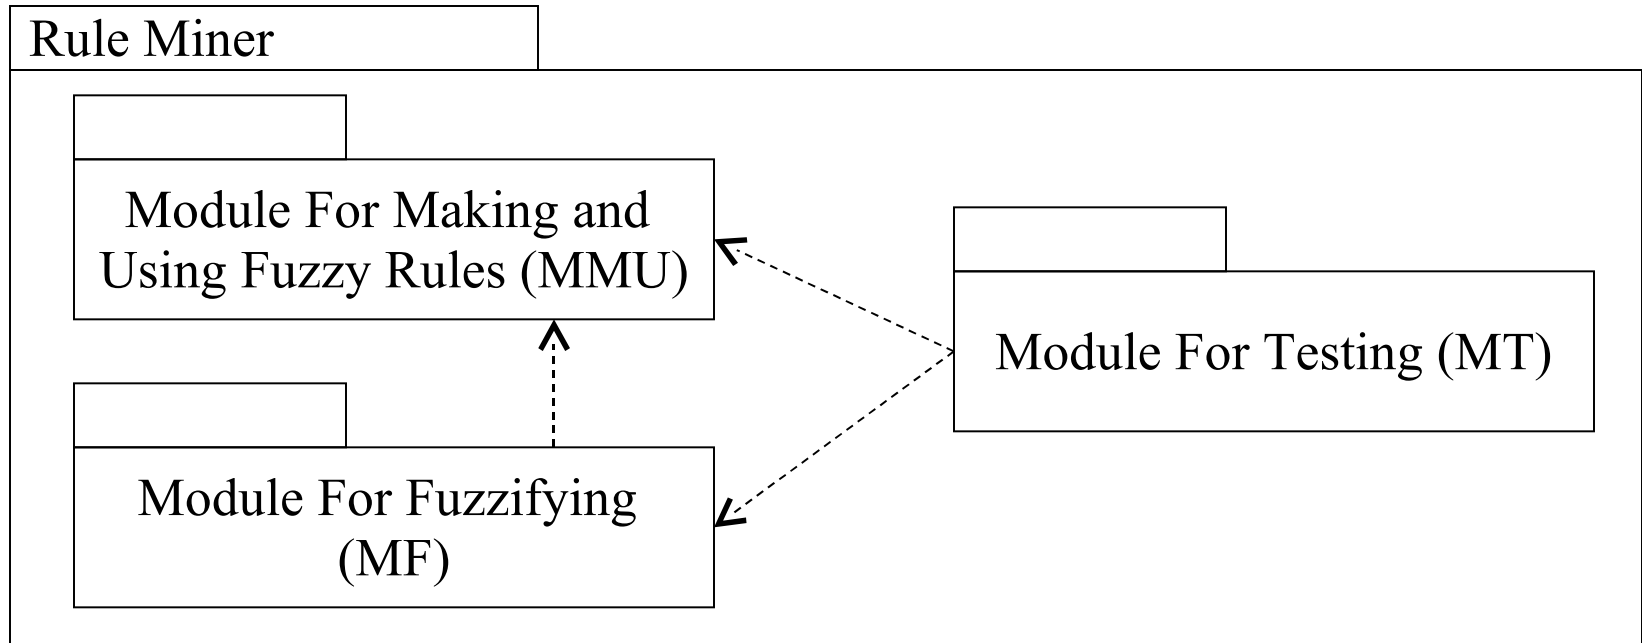 Rule Miner
Module For Making and
Using Fuzzy Rules (MMU)
Module For Testing (MT)
Module For Fuzzifying
(MF)